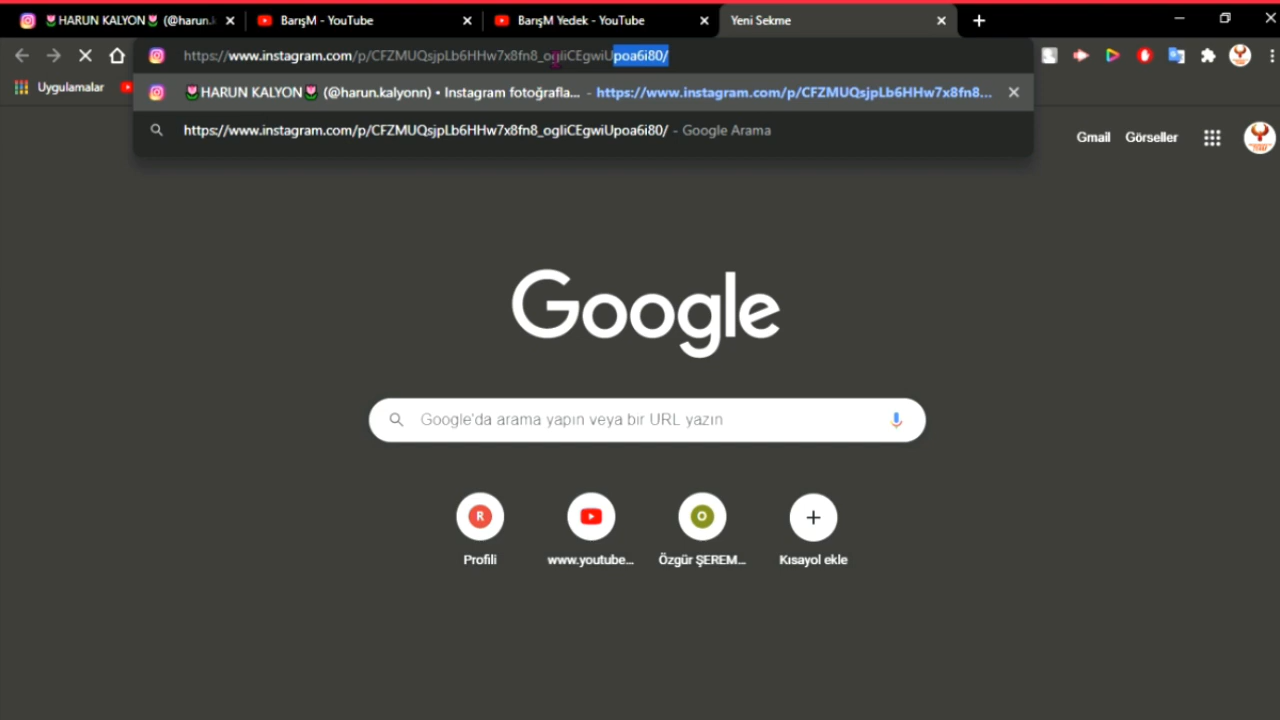 🌷HARUN KALYON🌷 (@harun.
BarışM - YouTube
BarışM Yedek - YouTube
Yeni Sekme
https://www.instagram.com/p/CFZMUQsjpLb6HHw7x8fn8_ogIiCEgwiUpoa6i80/
Uygulamalar
🌷HARUN KALYON🌷 (@harun.kalyonn) • Instagram fotoğrafla... - https://www.instagram.com/p/CFZMUQsjpLb6HHw7x8fn8...
https://www.instagram.com/p/CFZMUQsjpLb6HHw7x8fn8_ogIiCEgwiUpoa6i80/ - Google Arama
Gmail Görseller
Google
Google'da arama yapın veya bir URL yazın
R
O
Profili
www.youtube...
Özgür ŞEREM...
Kısayol ekle